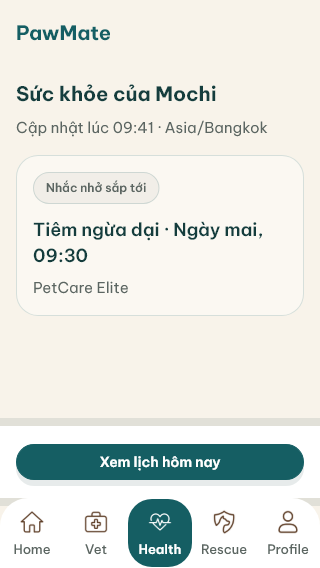 PawMate
Sức khỏe của Mochi
Cập nhật lúc 09:41 · Asia/Bangkok
Nhắc nhở sắp tới
Tiêm ngừa dại · Ngày mai,
09:30
PetCare Elite
Xem lịch hôm nay
Home Vet Health Rescue Profile